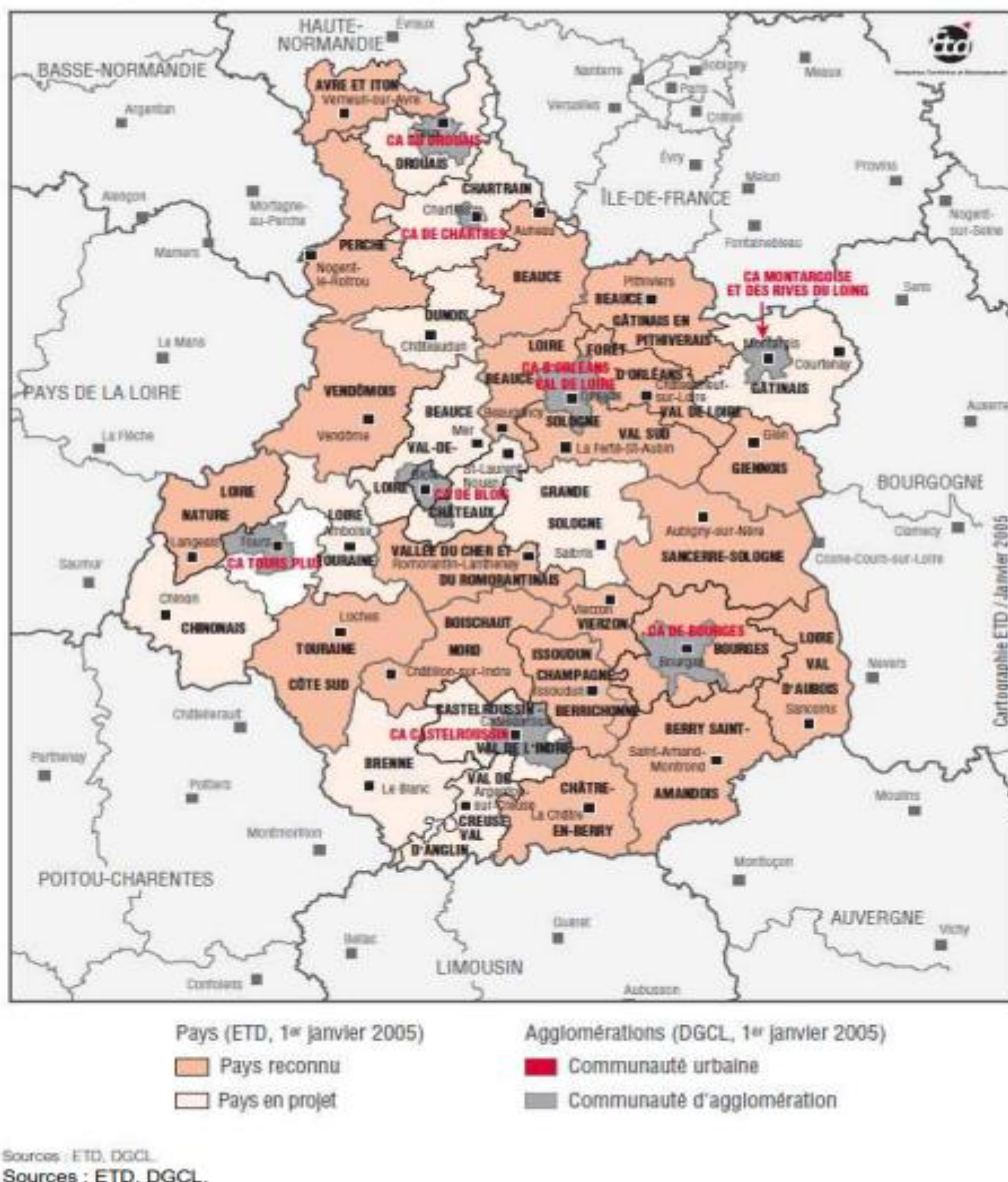 HAUTE-
NORMANDIE
Évreux
BASSE-NORMANDIE
Argentan
Nanterre
Bobigny
Meaux
Paris
Versailles
Créteil
AVRE ET ITON
Verneuil-sur-Avre
CA DU DROUAIS
DROUAIS
Évry
Melun
Provins
ÎLE-DE-FRANCE
CHARTRAIN
Alençon
Mortagne-
au-Perche
Chartres
CA DE CHARTRES
Auneau
Nogent-
sur-Seine
Mamers
PERCHE
Nogent-
le-Rotrou
Fontainebleau
BEAUCE
Pithiviers
CA MONTARGOISE
ET DES RIVES DU LOING
Sens
BEAUCE
GÂTINAIS EN
PITHIVERAIS
DUNOIS
Châteaudun
Le Mans
LOIRE
FORÊT
Montargis
Courtenay
CA D'ORLÉANS
VAL DE LOIRE
D'ORLÉANS
Châteauneuf-
sur-Loire
GÂTINAIS
PAYS DE LA LOIRE
VENDÔMOIS
BEAUCE
BEAUCE
Beaugency
VAL DE LOIRE
Auxerre
Vendôme
Mer
SOLOGNE
VAL SUD
La Ferté-St-Aubin
Gien
GIENNOIS
La Flèche
VAL-DE-
St-Laurent-
Nouan
Blois
LOIRE
CA DE BLOIS
CHÂTEAUX
GRANDE
SOLOGNE
Salbris
BOURGOGNE
LOIRE
NATURE
Langeais
LOIRE
Amboise
TOURAINE
Tours
CA TOURS PLUS
Aubigny-sur-Nère
SANCERRE-SOLOGNE
Clamecy
Cosne-Cours-sur-Loire
Saumur
VALLÉE DU CHER ET
Romorantin-Lanthenay
DU ROMORANTINAIS
Chinon
CHINONAIS
Loches
TOURAINE
CÔTE SUD
BOISCHAUT
NORD
Châtillon-sur-Indre
Vierzon
VIERZON
CA DE BOURGES
Bourges
BOURGES
LOIRE
VAL
D'AUBOIS
Sancoins
Nevers
ISSOUDUN
CHAMPAGNE
Issoudun
BERRICHONNE
Châtellerault
CASTELROUSSIN
CA CASTELROUSSIN
VAL DE L'INDRE
BERRY SAINT-
Saint-Amand-
Montrond
AMANDOIS
Parthenay
Poitiers
BRENNE
Le Blanc
VAL DE
Argenton-
sur-Creuse
CREUSE
VAL
D'ANGLIN
CHÂTRE-
La Châtre
EN-BERRY
Moulins
Montmorillon
Montluçon
POITOU-CHARENTES
AUVERGNE
Vichy
Bellac
Guéret
LIMOUSIN
Confolens
Aubusson
Cartographie ETD / Janvier 2006
Etd
Pays (ETD, 1er janvier 2005)
Pays reconnu
Pays en projet
Agglomérations (DGCL, 1er janvier 2005)
Communauté urbaine
Communauté d'agglomération
Sources : ETD, DGCL.
Sources : ETD, DGCL.